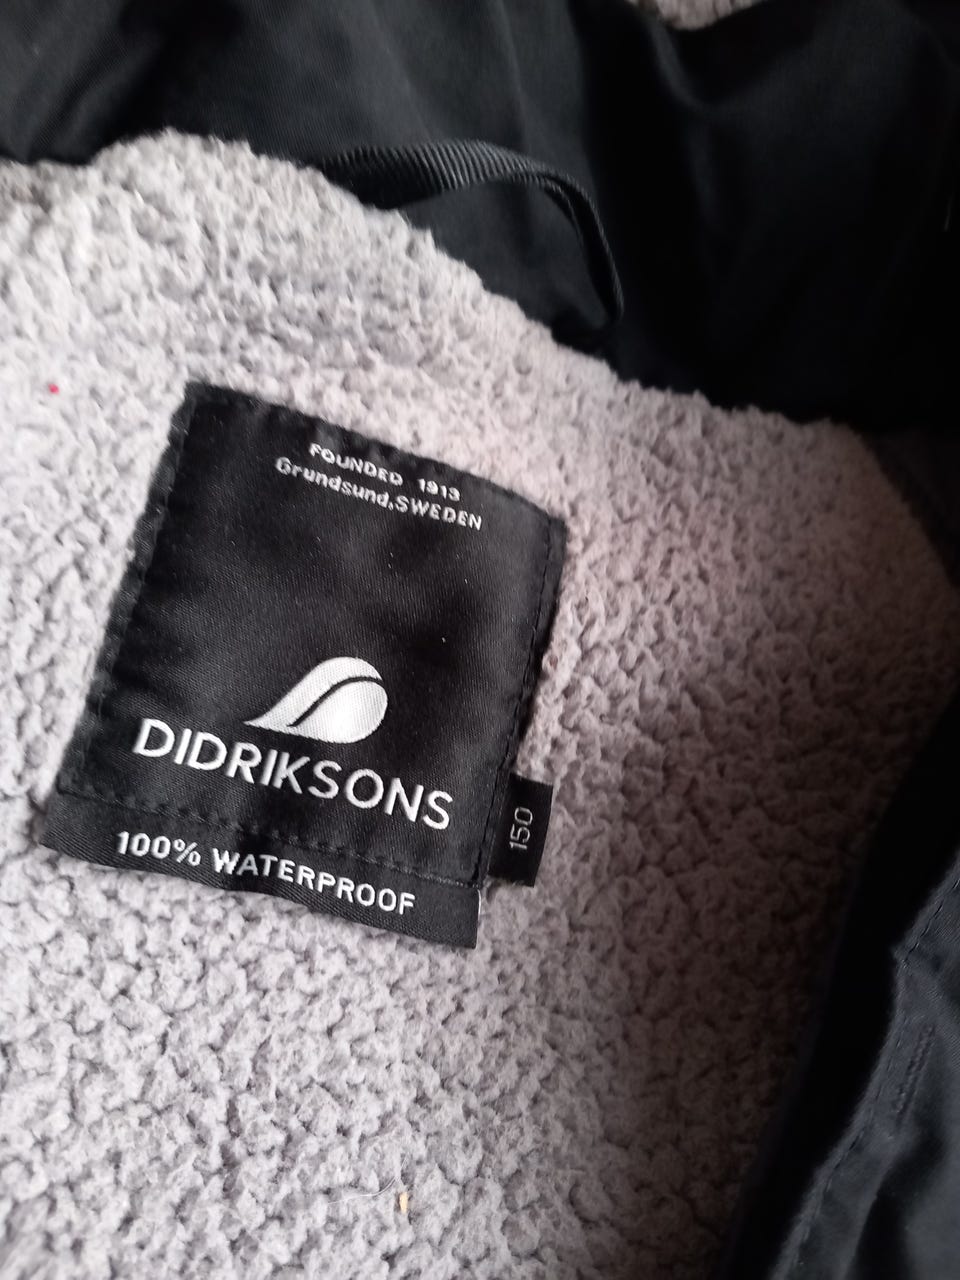 FOUNDED 1913
Grundsund,SWEDEN
DIDRIKSONS
150
100% WATERPROOF